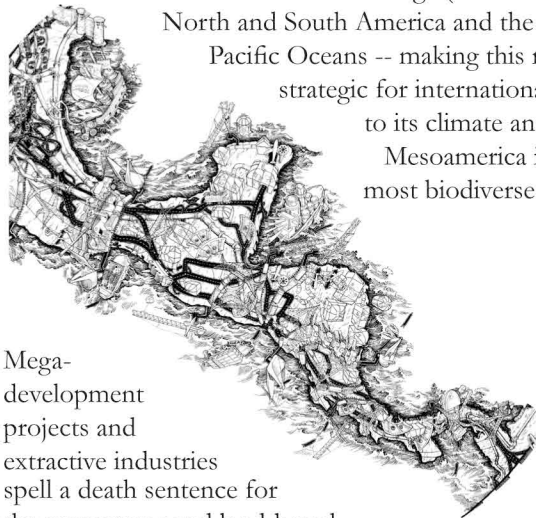 North and South America and the
Pacific Oceans -- making this
strategic for internationa
to its climate an
Mesoamerica i
most biodiverse
Mega-
development
projects and
extractive industries
spell a death sentence for